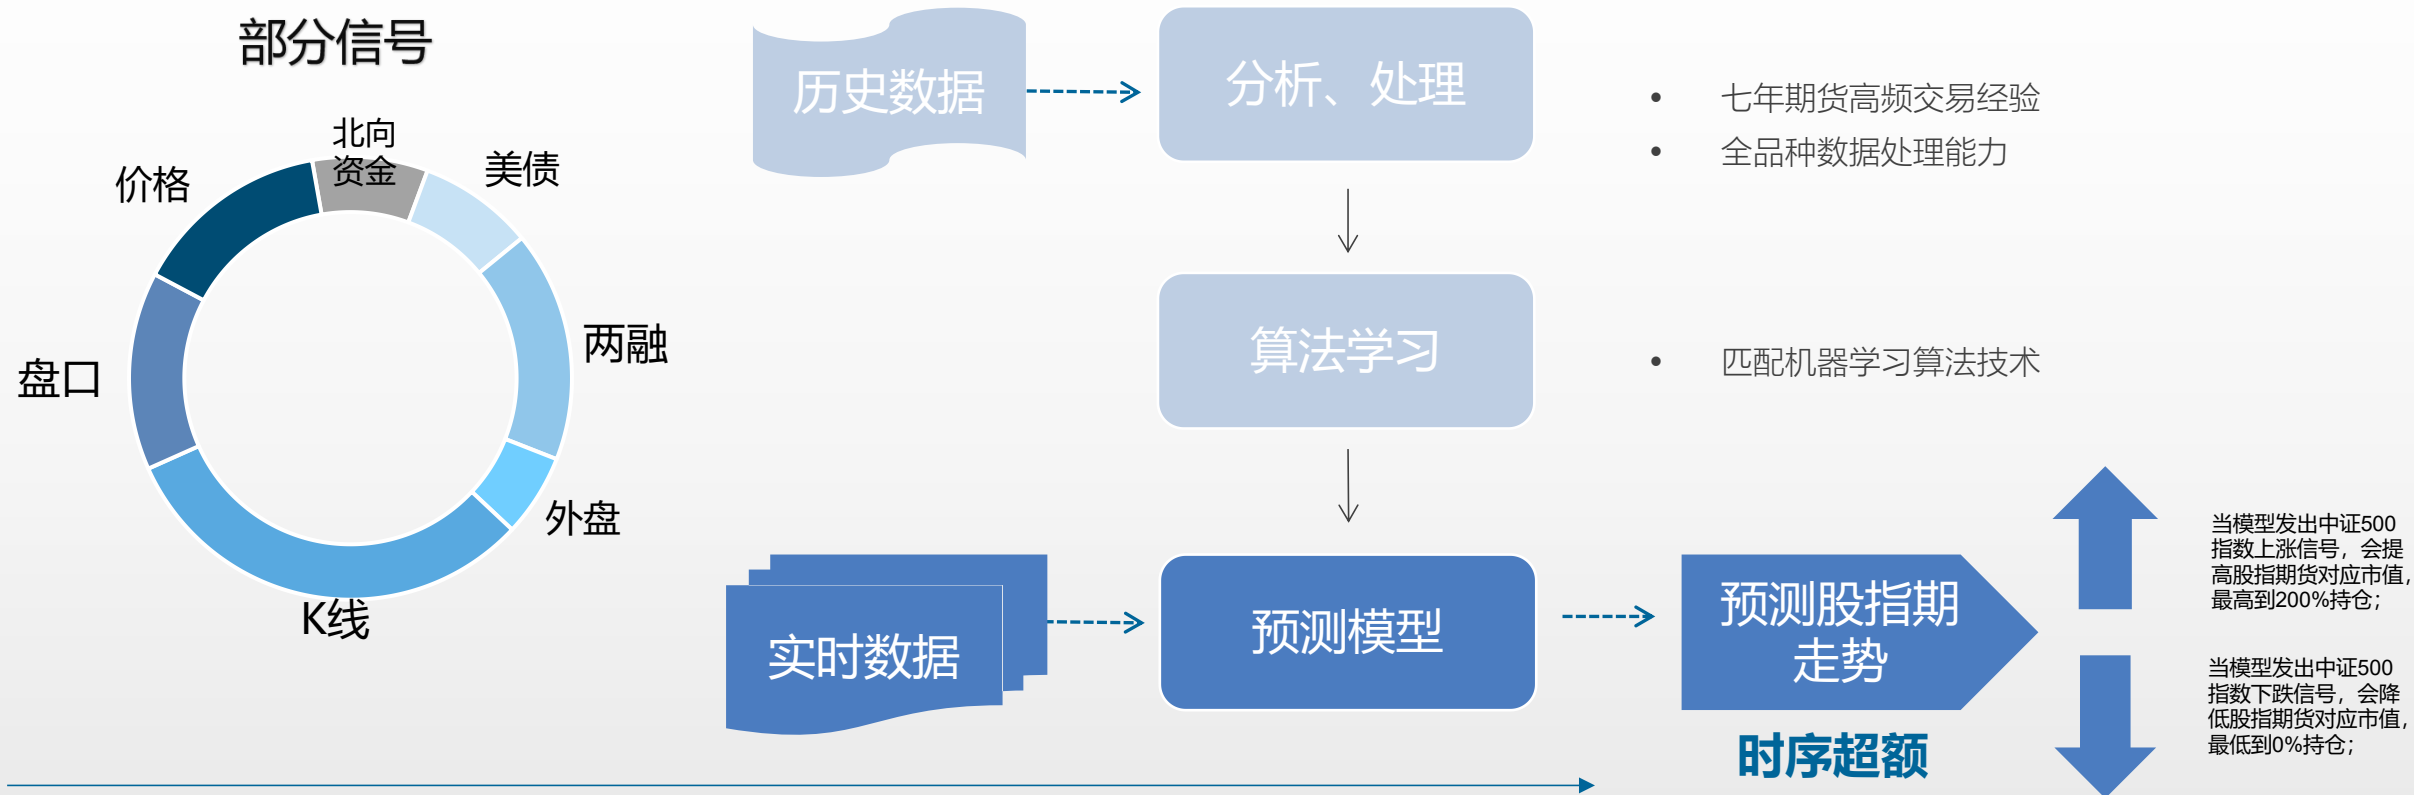 部分信号
北向
资金
美债
价格
两融
盘口
外盘
K线
历史数据
分析、处理
• 七年期货高频交易经验
• 全品种数据处理能力
算法学习
• 匹配机器学习算法技术
实时数据
预测模型
预测股指期
走势
时序超额
当模型发出中证500
指数上涨信号，会提
高股指期货对应市值，
最高到200%持仓；
当模型发出中证500
指数下跌信号，会降
低股指期货对应市值，
最低到0%持仓；